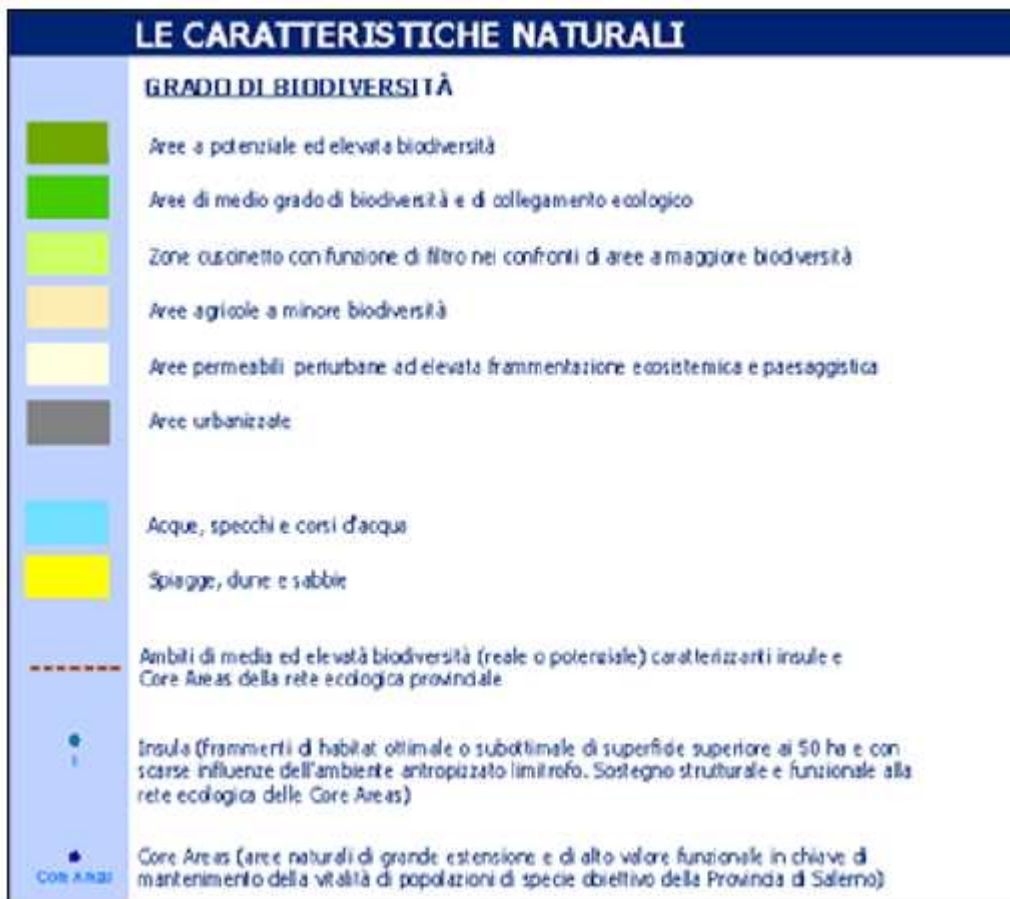 LE CARATTERISTICHE NATURALI
GRADO DI BIODIVERSITÀ
Aree a potenziale ed elevata biodiversità
Aree di medio grado di biodiversità e di collegamento ecologico
Zone cuscinetto con funzione di filtro nei confronti di aree a maggiore biodiversità
Aree agricole a minore biodiversità
Aree permeabili periurbane ad elevata frammentazione ecosistemica e paesaggistica
Aree urbanizzate
Acque, specchi e corsi d'acqua
Spiagge, dune e sabbie
Ambiti di media ed elevatà biodiversità (reale o potenziale) caratterizzanti insule e
Core Areas della rete ecologica provinciale
I
Insula (frammenti di habitat ottimale o subottimale di superficie superiore ai 50 ha e con
scarse influenze dell'ambiente antropizzato limitrofo. Sostegno strutturale e funzionale alla
rete ecologica delle Core Areas)
Core Areas
Core Areas (aree naturali di grande estensione e di alto valore funzionale in chiave di
mantenimento della vitalità di popolazioni di specie obiettivo della Provincia di Salerno)